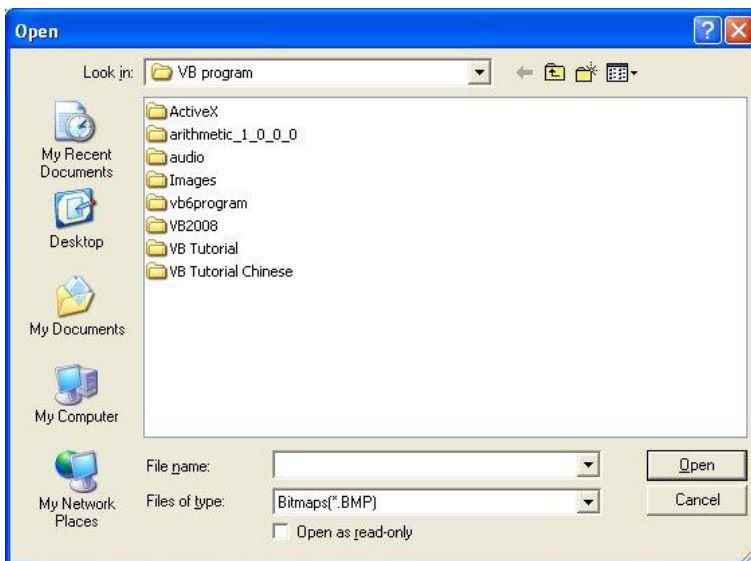 Open
Look in: VB program
My Recent
Documents
Desktop
My Documents
My Computer
My Network
Places
ActiveX
arithmetic_1_0_0_0
audio
Images
vb6program
VB2008
VB Tutorial
VB Tutorial Chinese
File name:
Open
Files of type: Bitmaps(*.BMP)
Cancel
Open as read-only